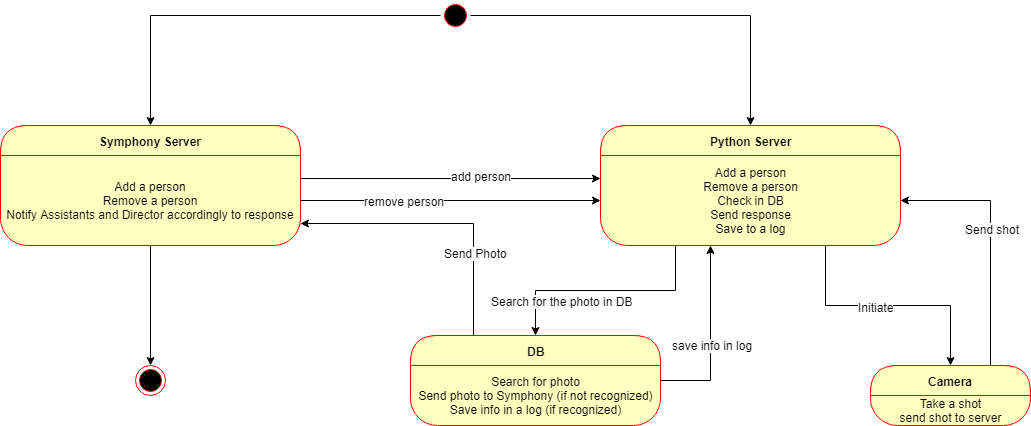 Symphony Server
Add a person
Remove a person
Notify Assistants and Director accordingly to response
add person
remove person
Send Photo
Python Server
Add a person
Remove a person
Check in DB
Send response
Save to a log
Send shot
Search for the photo in DB
Initiate
save info in log
DB
Search for photo
Send photo to Symphony (if not recognized)
Save info in a log (if recognized)
Camera
Take a shot
send shot to server